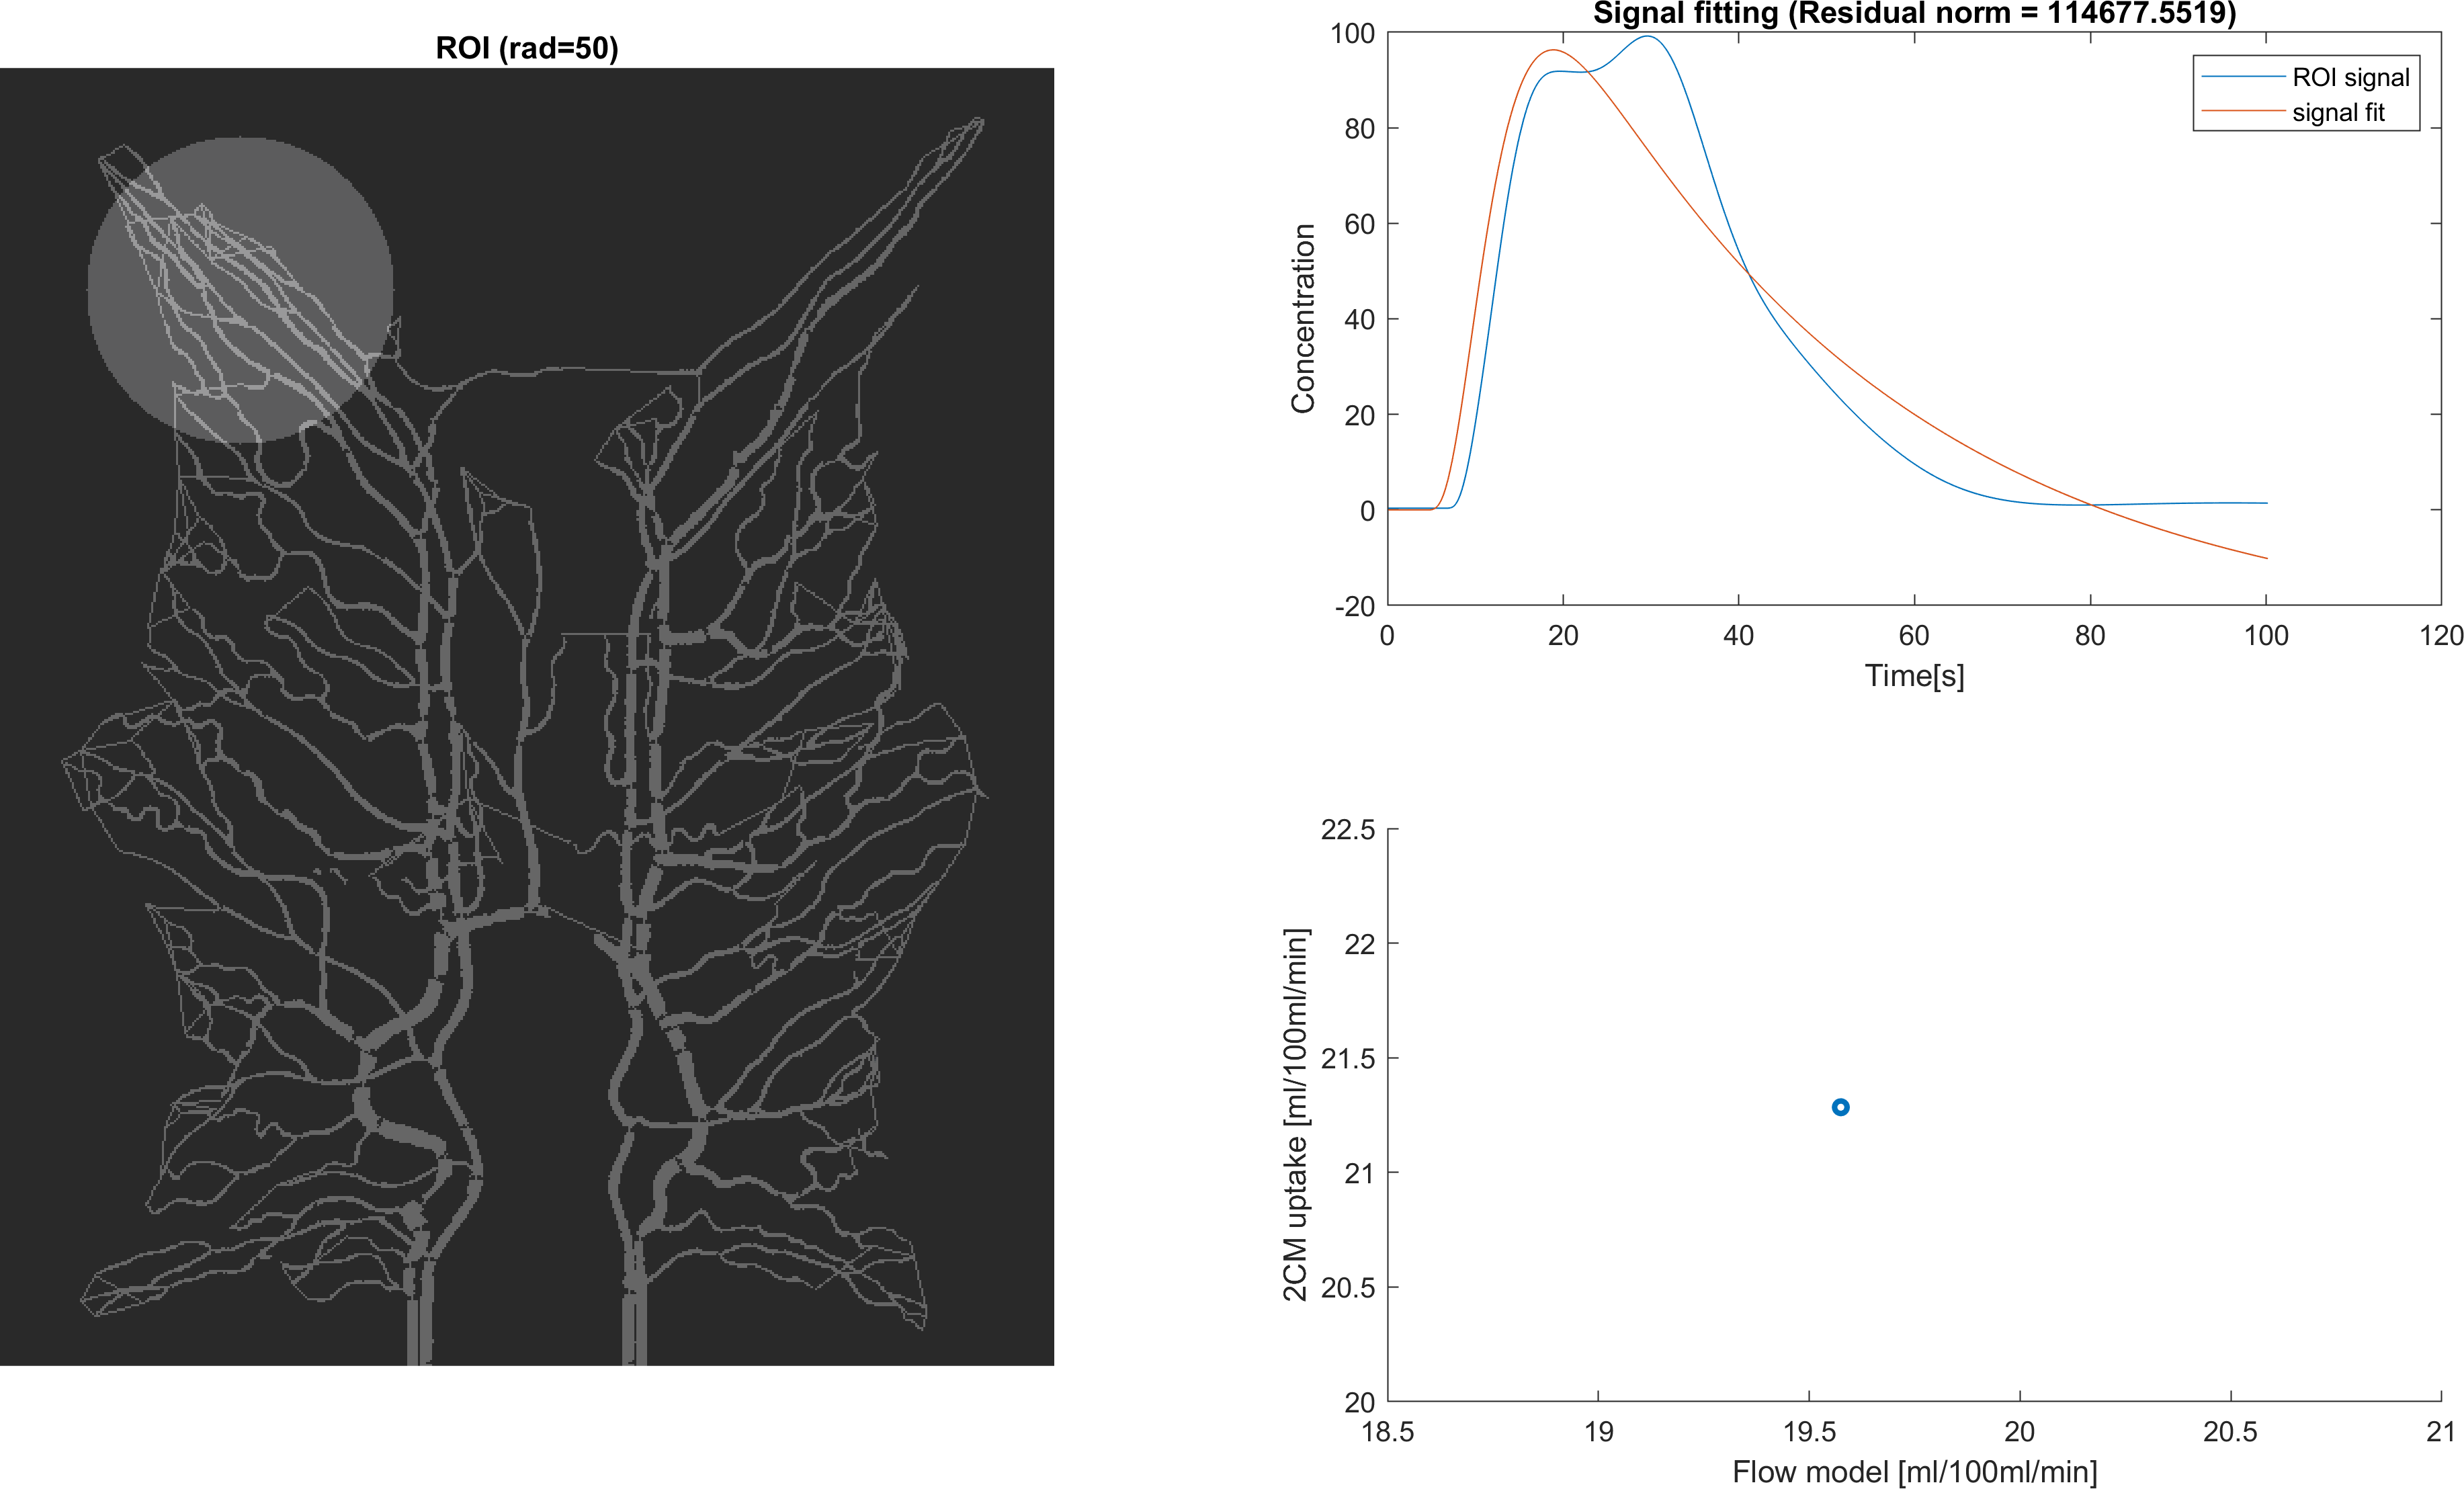 ROI (rad=50)
Signal fitting (Residual norm = 114677.5519)
100
80
60
40
20
0
-20
Concentration
ROI signal
signal fit
0 20 40 60 80 100 120
Time[s]
22.5
22
21.5
21
20.5
20
2CM uptake [ml/100ml/min]
18.5 19 19.5 20 20.5 21
Flow model [ml/100ml/min]